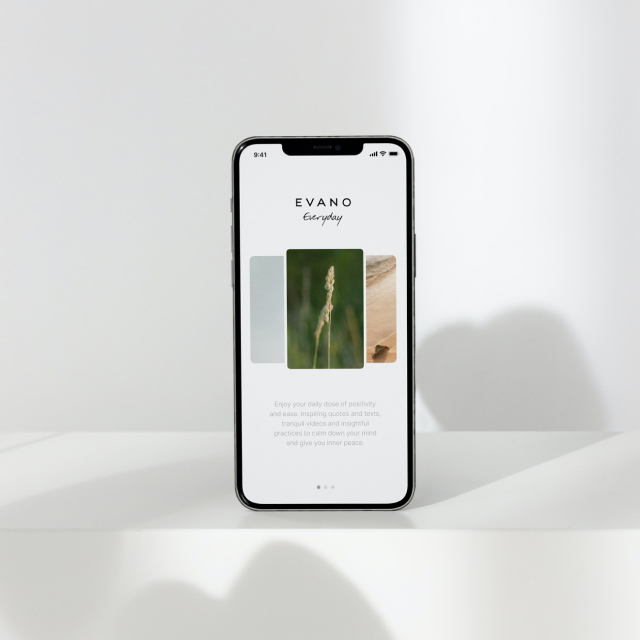 9:41
EVANO
Everyday
Enjoy your daily dose of positivity
and ease. Inspiring quotes and texts,
tranquil videos and insightful
practices to calm down your mind
and give you inner peace.